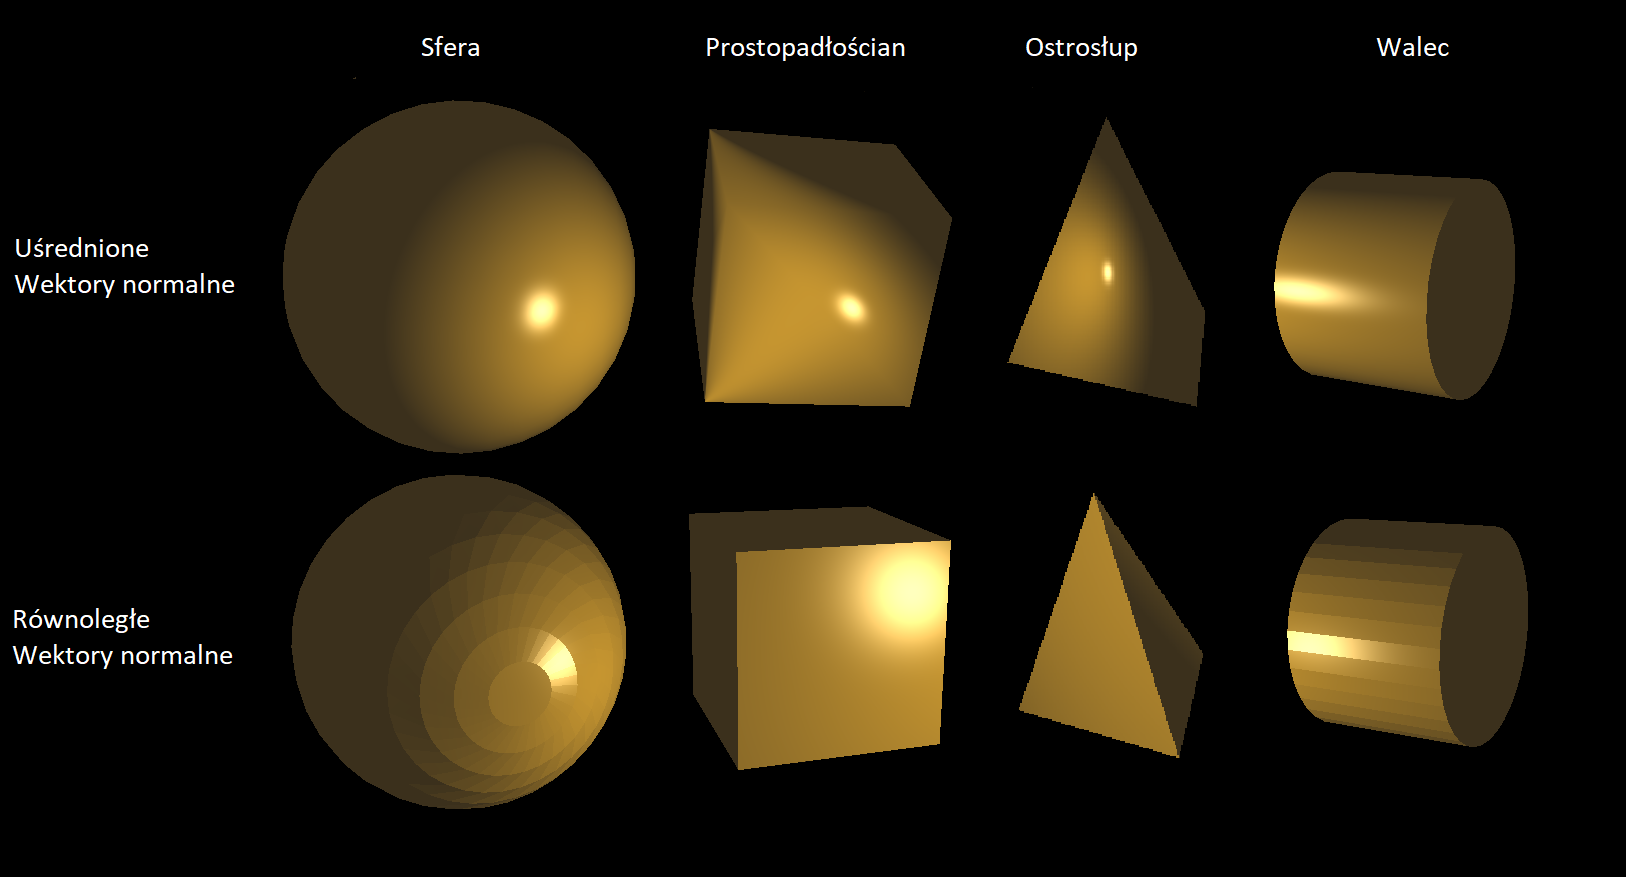 Sfera
Prostopadłościan
Ostrosłup
Walec
Uśrednione
Wektory normalne
Równoległe
Wektory normalne